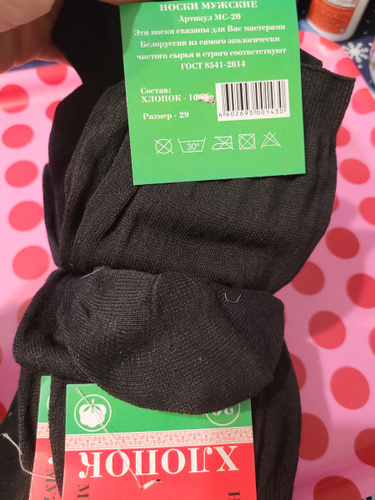 НОСКИ МУЖСКИЕ
Артикул МС-20
Эти носки связаны для Вас мастерами
Белоруссии из самого экологически
чистого сырья и строго соответствуют
ГОСТ 8541-2014
Состав:
ХЛОПОК -
Размер - 29
4602693001430
30°
ХЛОПОК